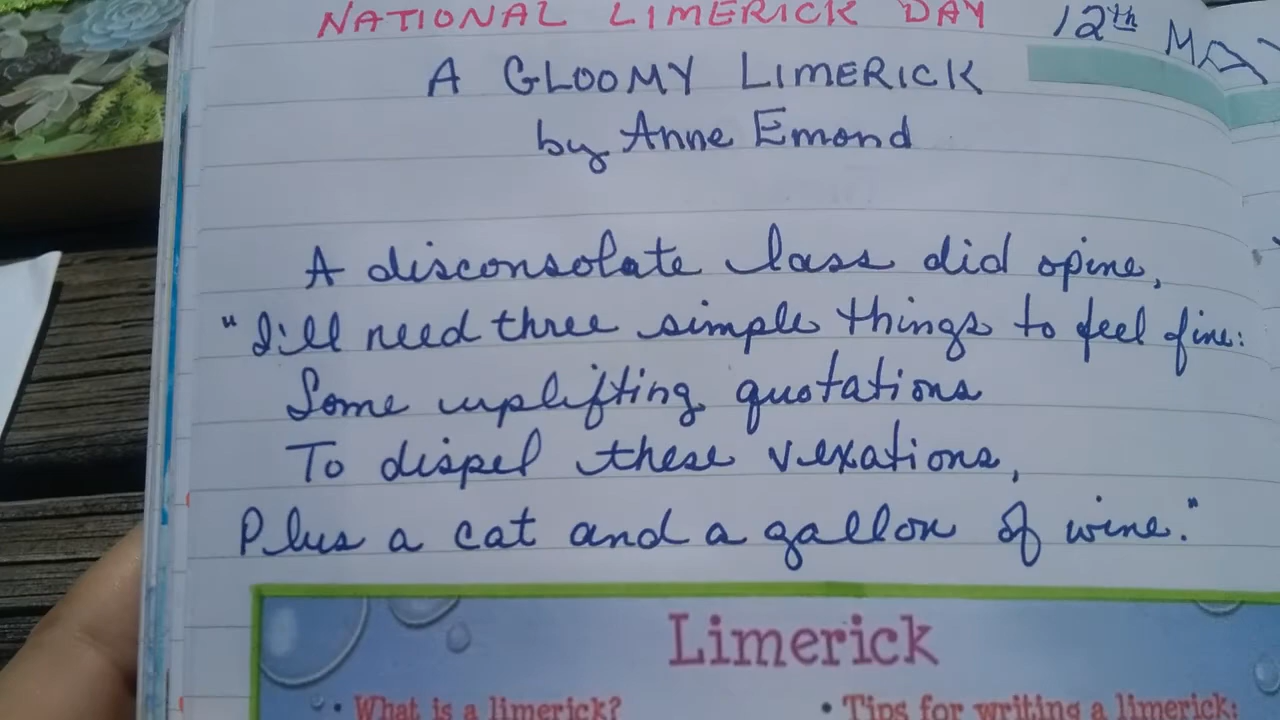 NATIONAL LIMERICK DAY 12th MAY
A GLOOMY LIMERICK
by Anne Emond
A disconsolate lass did opine,
"I'll need three simple things to feel fine:
Some uplifting quotations
To dispel these vexations,
Plus a cat and a gallon of wine."
Limerick
• What is a limerick?
• Tips for writing a limerick: